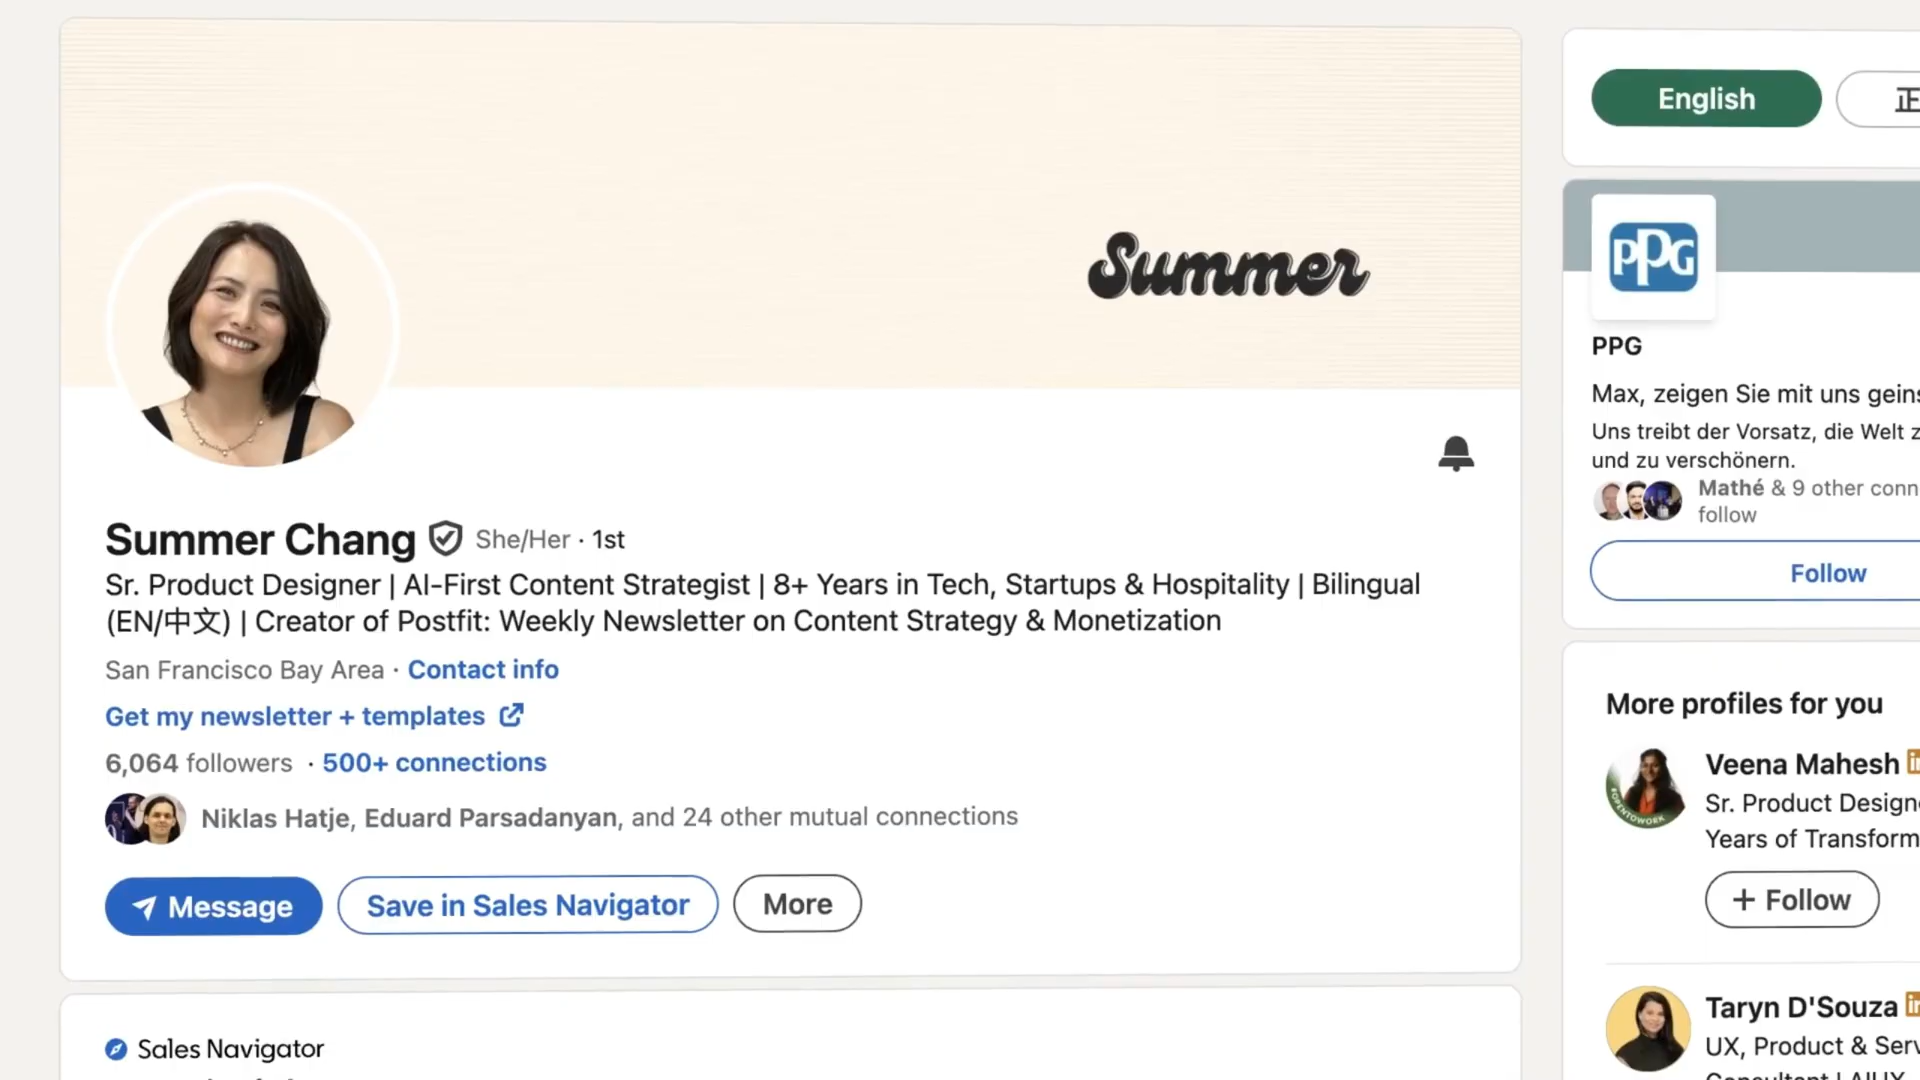 Summer
Summer Chang She/Her · 1st
Sr. Product Designer | AI-First Content Strategist | 8+ Years in Tech, Startups & Hospitality | Bilingual
(EN/中文) | Creator of Postfit: Weekly Newsletter on Content Strategy & Monetization
San Francisco Bay Area · Contact info
Get my newsletter + templates
6,064 followers · 500+ connections
Niklas Hatje, Eduard Parsadanyan, and 24 other mutual connections
Message
Save in Sales Navigator
More
Sales Navigator
English
正
PPG
PPG
Max, zeigen Sie mit uns
Uns treibt der Vorsatz, die Welt
und zu verschönern.
Mathé & 9 other
follow
Follow
More profiles for you
Veena Mahesh
#OPENTOWORK
Sr. Product
Years of
+ Follow
Taryn D'Souza
UX, Product &